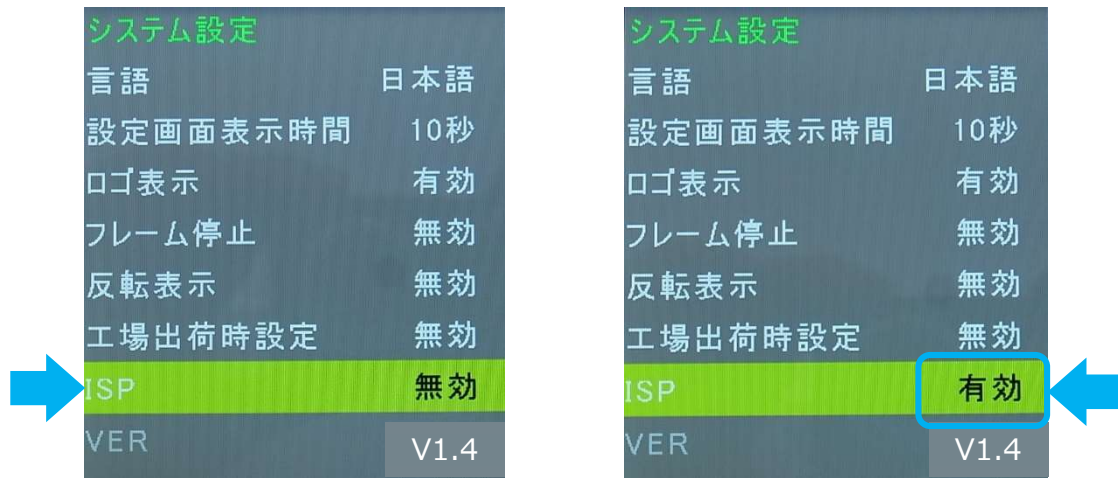 システム設定
言語 日本語
設定画面表示時間 10秒
ロゴ表示 有効
フレーム停止 無効
反転表示 無効
工場出荷時設定 無効
ISP 無効
VER V1.4
システム設定
言語 日本語
設定画面表示時間 10秒
ロゴ表示 有効
フレーム停止 無効
反転表示 無効
工場出荷時設定 無効
ISP 有効
VER V1.4